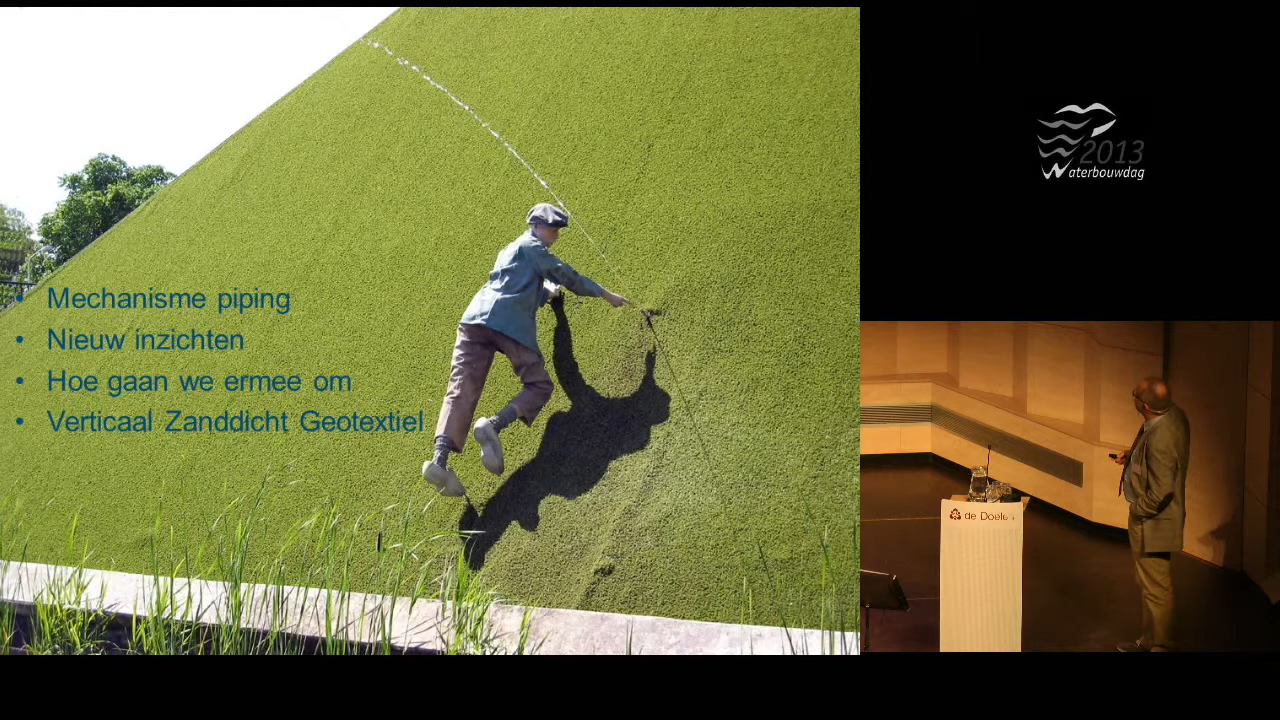 • Mechanisme piping
• Nieuw inzichten
• Hoe gaan we ermee om
• Verticaal Zanddicht Geotextiel
2013
Waterbouwdag
de Doelen